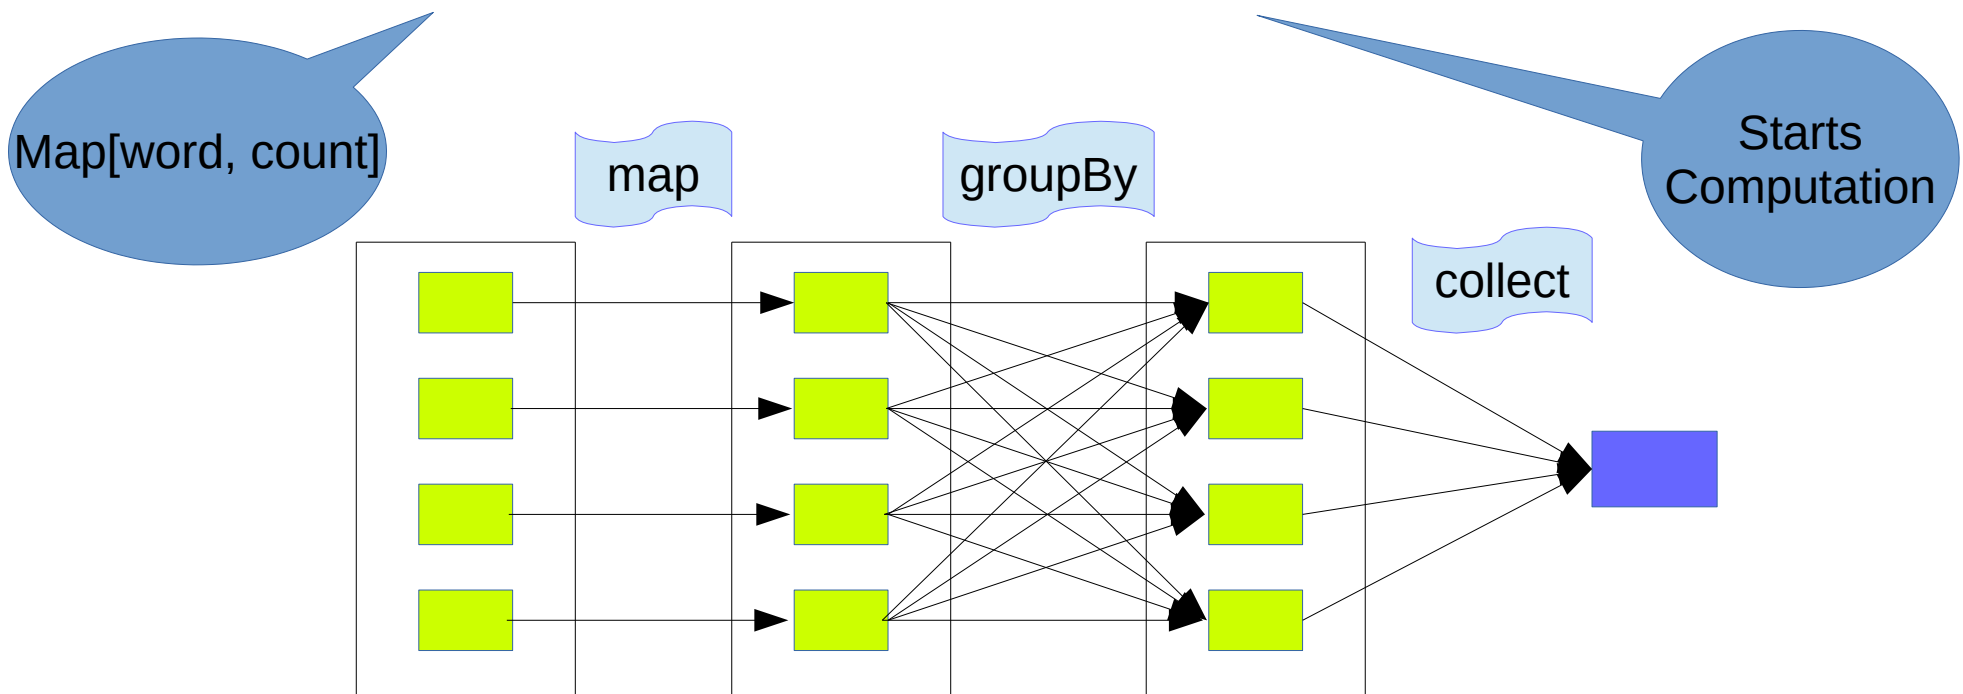 Map[word, count]
map
groupBy
Starts
Computation
collect